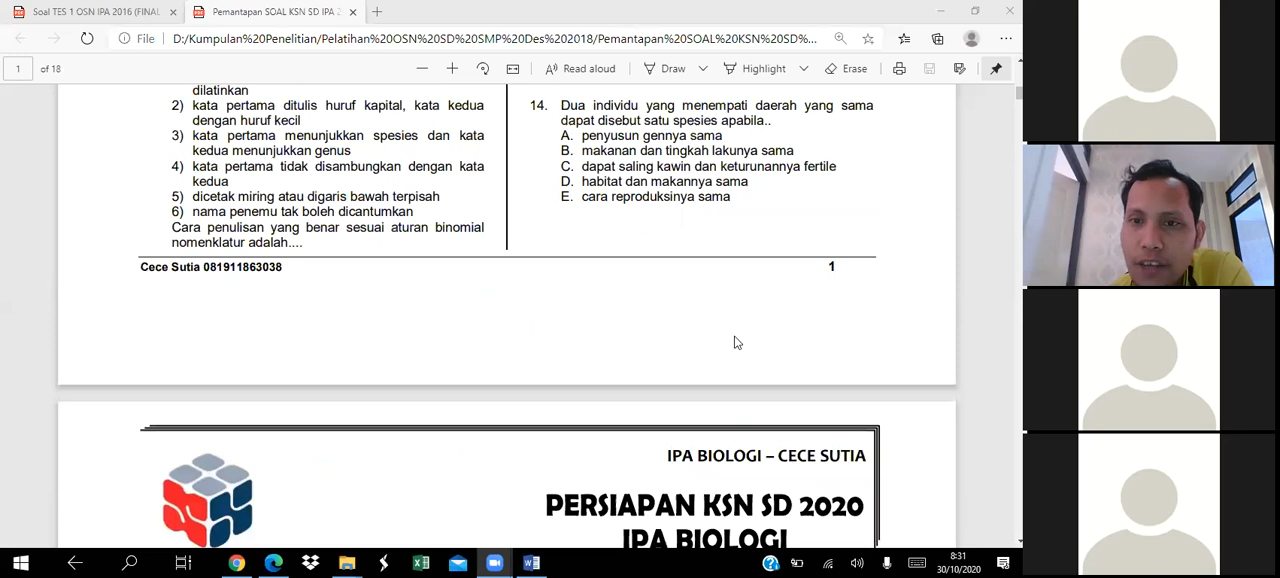 Soal TES 1 OSN IPA 2016 (FINAL
Pemantapan SOAL KSN SD IPA 2
File
D:/Kumpulan%20Penelitian/Pelatihan%20OSN%20SD%20SMP%20Des%202018/Pemantapan%20SOAL%20KSN%20SD%...
1 of 18
Read aloud
Draw
Highlight
Erase
dilatinkan
2) kata pertama ditulis huruf kapital, kata kedua
dengan huruf kecil
3) kata pertama menunjukkan spesies dan kata
kedua menunjukkan genus
4) kata pertama tidak disambungkan dengan kata
kedua
5) dicetak miring atau digaris bawah terpisah
6) nama penemu tak boleh dicantumkan
Cara penulisan yang benar sesuai aturan binomial
nomenklatur adalah....
14. Dua individu yang menempati daerah yang sama
dapat disebut satu spesies apabila..
A. penyusun gennya sama
B. makanan dan tingkah lakunya sama
C. dapat saling kawin dan keturunannya fertile
D. habitat dan makannya sama
E. cara reproduksinya sama
Cece Sutia 081911863038
1
IPA BIOLOGI – CECE SUTIA
PERSIAPAN KSN SD 2020
IPA BIOLOGI
8:31
30/10/2020